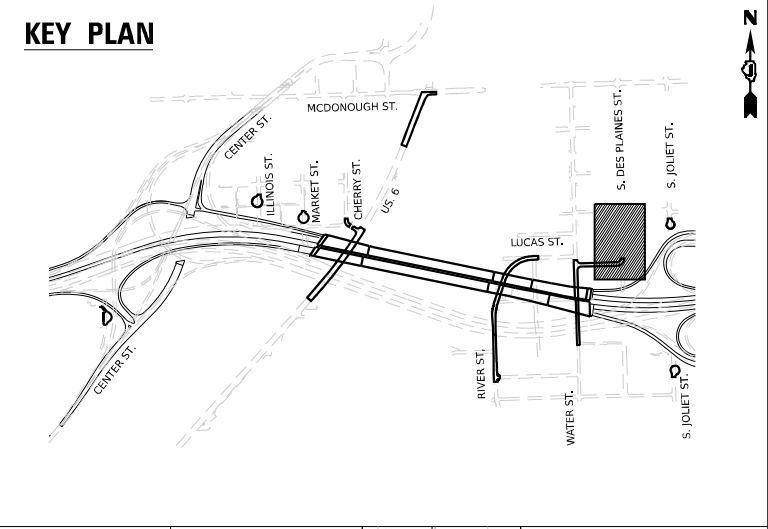 KEY PLAN
N
MCDONOUGH ST.
CENTER ST.
ILLINOIS ST.
MARKET ST.
CHERRY ST.
US. 6
S. DES PLAINES ST.
S. JOLIET ST.
LUCAS ST.
CENTER ST.
RIVER ST.
WATER ST.
S. JOLIET ST.